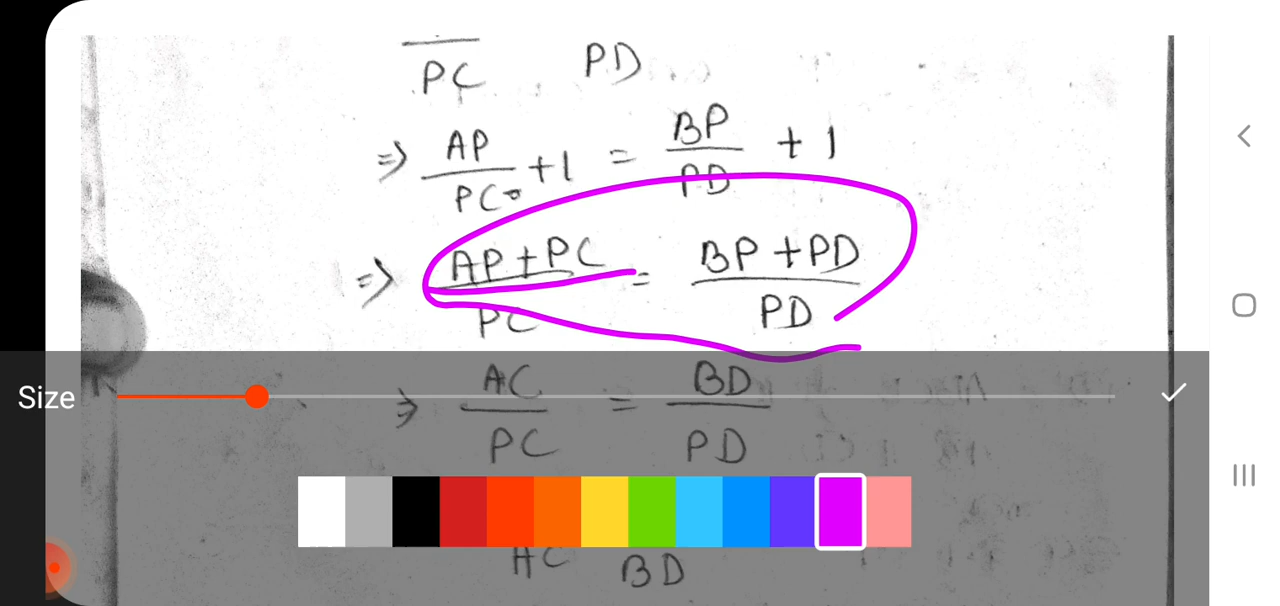 PC PD
⇒ AP/PC + 1 = BP/PD + 1
⇒ AP + PC/PC = BP + PD/PD
Size
⇒ AC/PC = BD/PD
BD